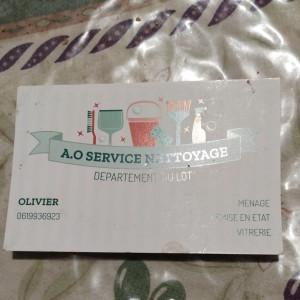 A.O SERVICE NETTOYAGE
DEPARTEMENT DU LOT
OLIVIER
0619936923
MENAGE
REMISE EN ETAT
VITRERIE